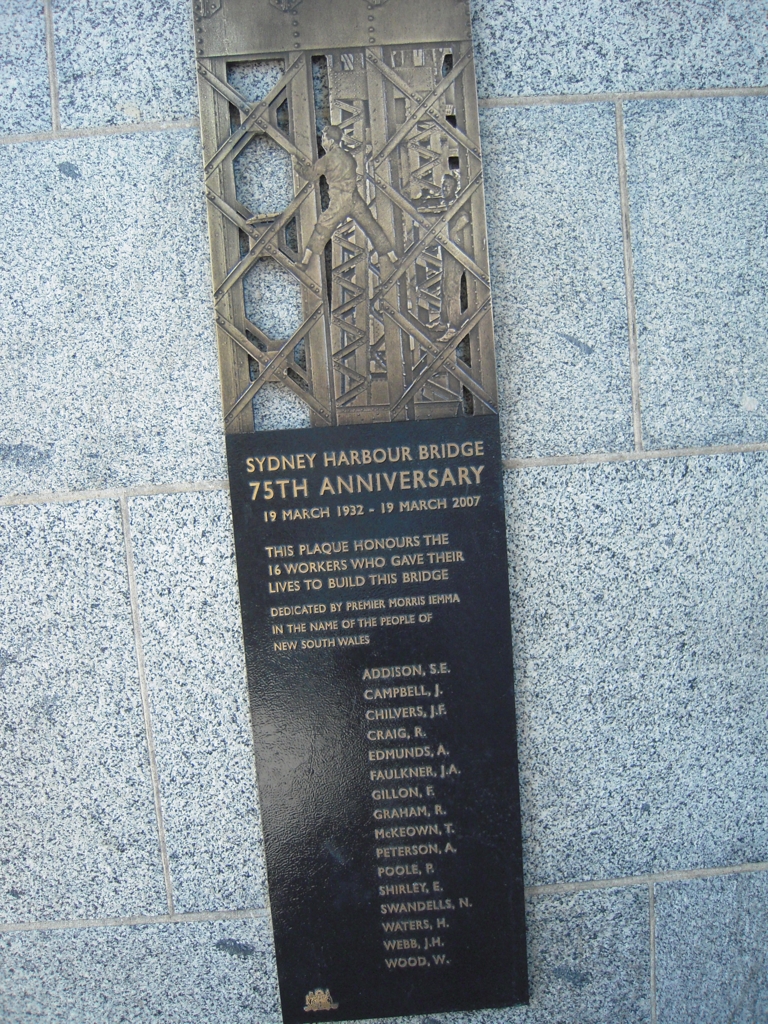 SYDNEY HARBOUR BRIDGE
75TH ANNIVERSARY
19 MARCH 1932 - 19 MARCH 2007
THIS PLAQUE HONOURS THE
16 WORKERS WHO GAVE THEIR
LIVES TO BUILD THIS BRIDGE
DEDICATED BY PREMIER MORRIS IEMMA
IN THE NAME OF THE PEOPLE OF
NEW SOUTH WALES
ADDISON, S.E.
CAMPBELL, J.
CHILVERS, J.F.
CRAIG, R.
EDMUNDS, A.
FAULKNER, J.A.
GILLON, F.
GRAHAM, R.
McKEOWN, T.
PETERSON, A.
POOLE, P.
SHIRLEY, E.
SWANDELLS, N.
WATERS, H.
WEBB, J.H.
WOOD, W.